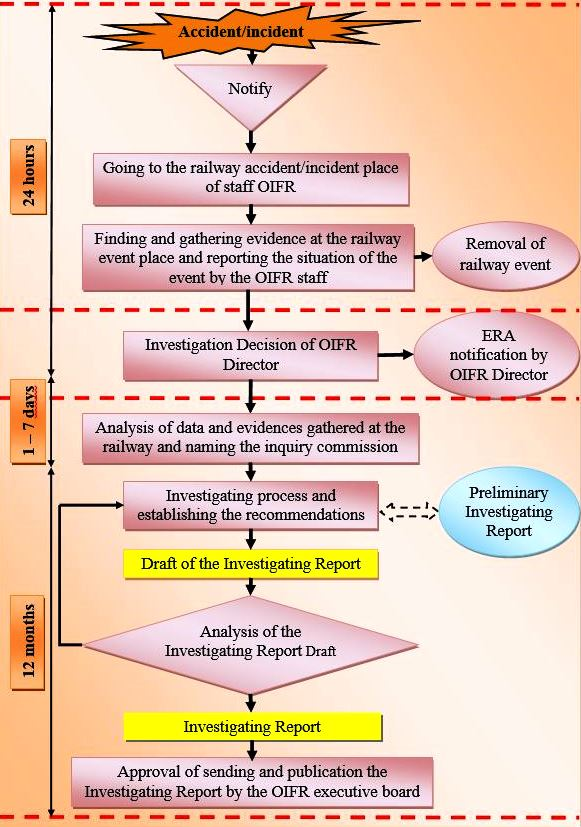 Accident/incident
Notify
Going to the railway accident/incident place
of staff OIFR
Finding and gathering evidence at the railway
event place and reporting the situation of the
event by the OIFR staff
Removal of
railway event
24 hours
Investigation Decision of OIFR
Director
ERA
notification by
OIFR Director
1 – 7 days
Analysis of data and evidences gathered at the
railway and naming the inquiry commission
Investigating process and
establishing the recommendations
Preliminary
Investigating
Report
Draft of the Investigating Report
12 months
Analysis of the
Investigating Report Draft
Investigating Report
Approval of sending and publication the
Investigating Report by the OIFR executive board